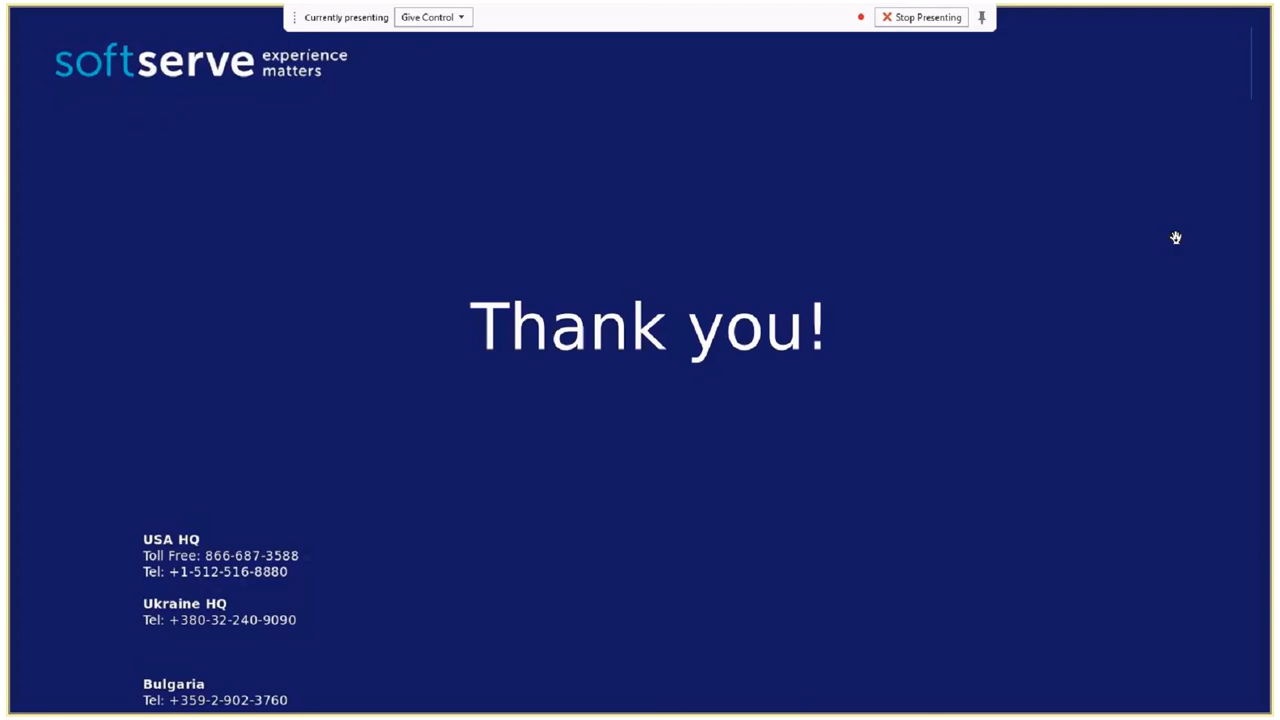 Currently presenting Give Control Stop Presenting
softserve experience matters
Thank you!
USA HQ
Toll Free: 866-687-3588
Tel: +1-512-516-8880
Ukraine HQ
Tel: +380-32-240-9090
Bulgaria
Tel: +359-2-902-3760